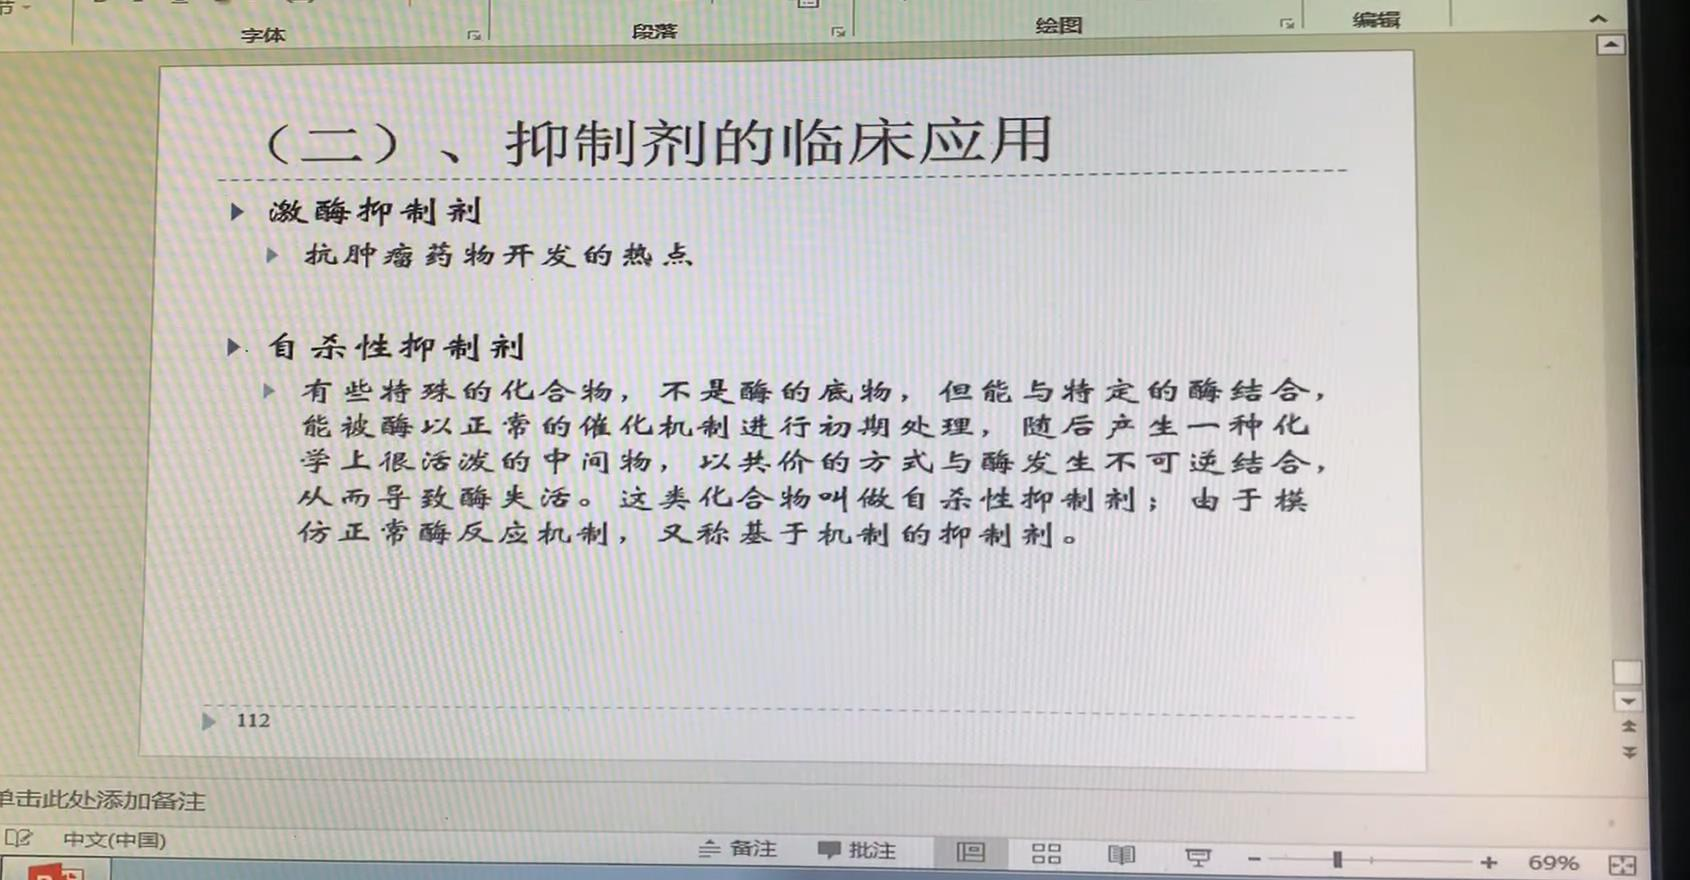 字体
段落
绘图
编辑
（二）、抑制剂的临床应用
激酶抑制剂
抗肿瘤药物开发的热点
自杀性抑制剂
有些特殊的化合物，不是酶的底物，但能与特定的酶结合，
能被酶以正常的催化机制进行初期处理，随后产生一种化
学上很活泼的中间物，以共价的方式与酶发生不可逆结合，
从而导致酶失活。这类化合物叫做自杀性抑制剂；由于模
仿正常酶反应机制，又称基于机制的抑制剂。
112
单击此处添加备注
中文(中国)
备注
批注
69%